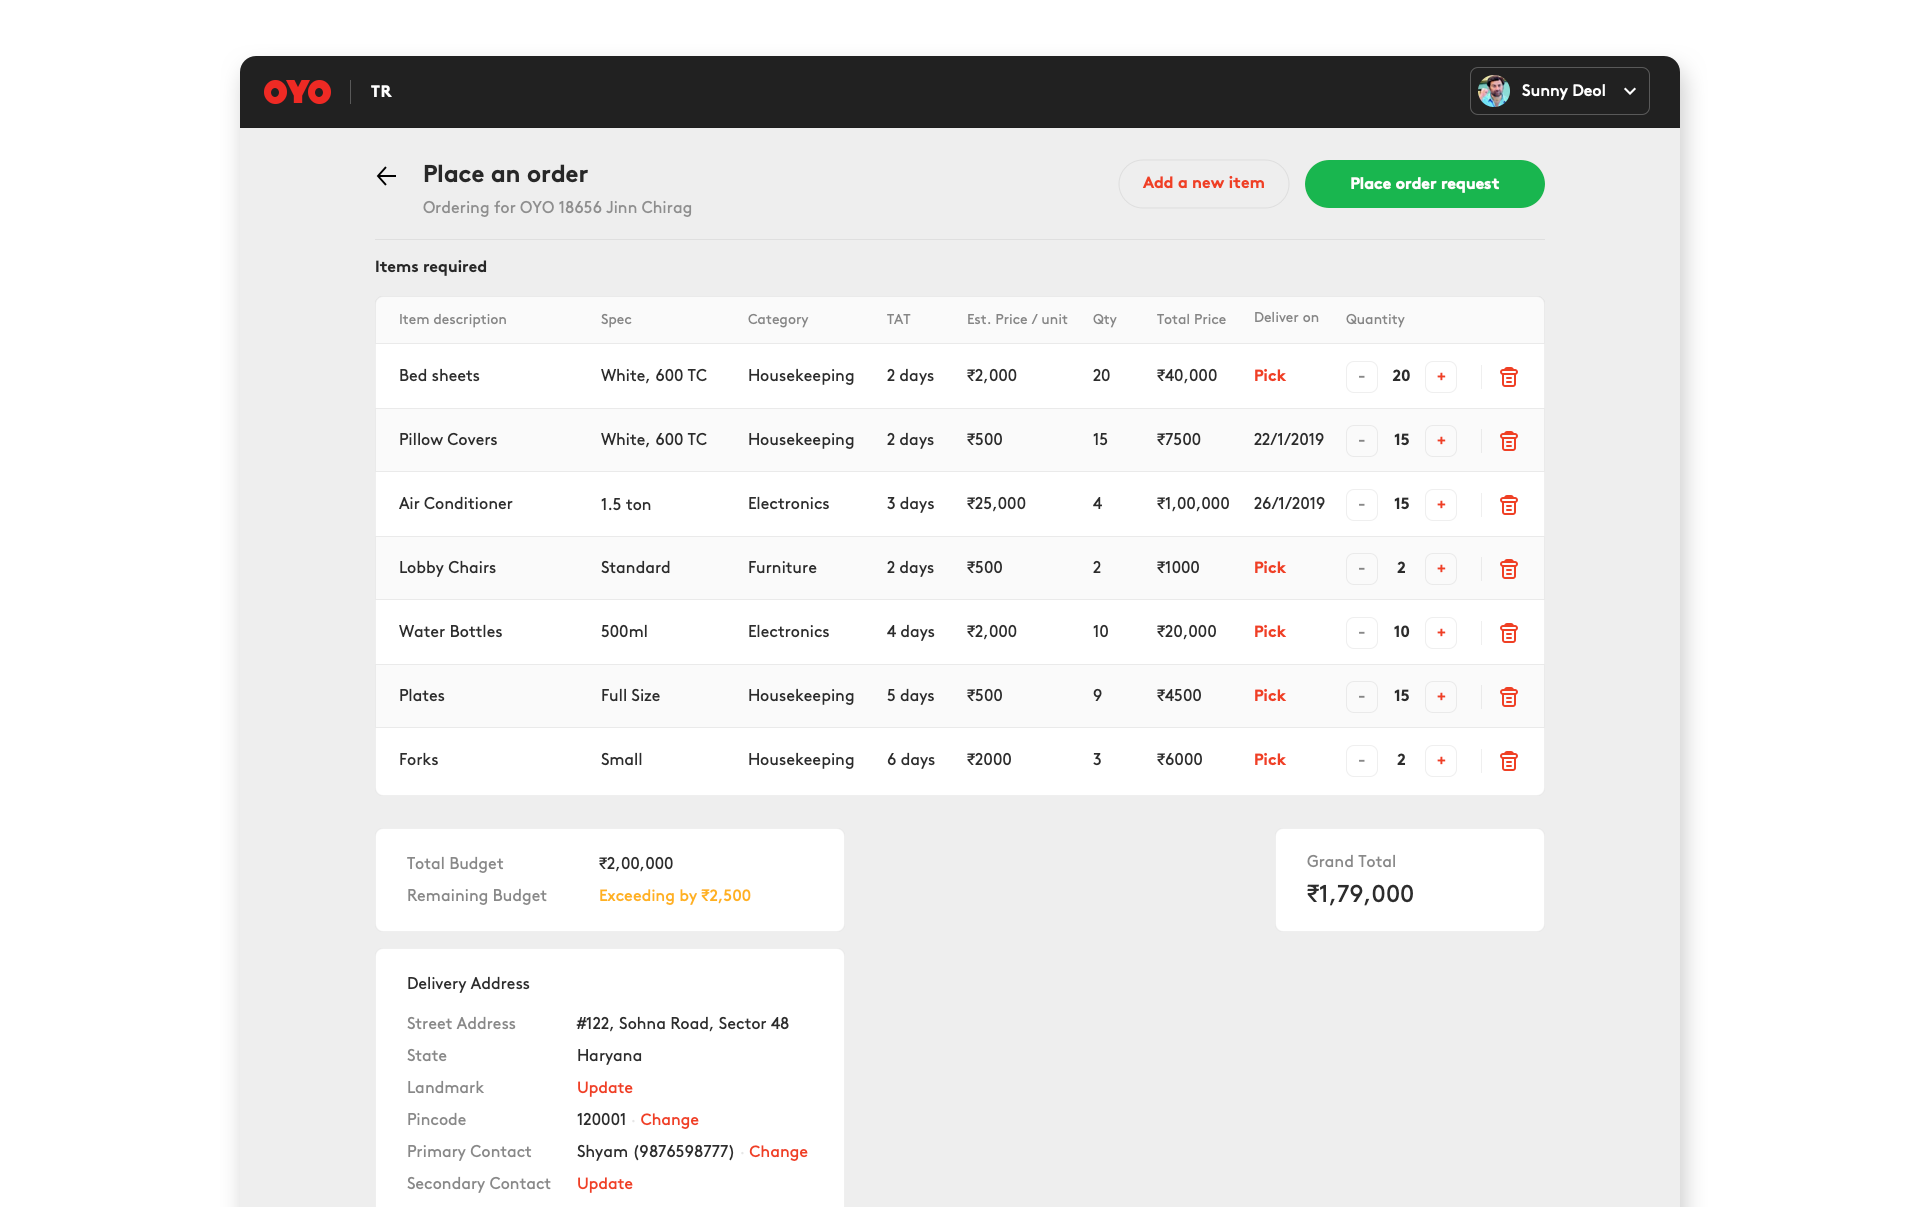 OYO TR Sunny Deol
Place an order
Add a new item Place order request
Ordering for OYO 18656 Jinn Chirag
Items required
Item description Spec Category TAT Est. Price / unit Qty Total Price Deliver on Quantity
Bed sheets White, 600 TC Housekeeping 2 days ₹2,000 20 ₹40,000 Pick - 20 +
Pillow Covers White, 600 TC Housekeeping 2 days ₹500 15 ₹7500 22/1/2019 - 15 +
Air Conditioner 1.5 ton Electronics 3 days ₹25,000 4 ₹1,00,000 26/1/2019 - 15 +
Lobby Chairs Standard Furniture 2 days ₹500 2 ₹1000 Pick - 2 +
Water Bottles 500ml Electronics 4 days ₹2,000 10 ₹20,000 Pick - 10 +
Plates Full Size Housekeeping 5 days ₹500 9 ₹4500 Pick - 15 +
Forks Small Housekeeping 6 days ₹2000 3 ₹6000 Pick - 2 +
Total Budget ₹2,00,000
Remaining Budget Exceeding by ₹2,500
Grand Total
₹1,79,000
Delivery Address
Street Address #122, Sohna Road, Sector 48
State Haryana
Landmark Update
Pincode 120001 · Change
Primary Contact Shyam (9876598777) · Change
Secondary Contact Update